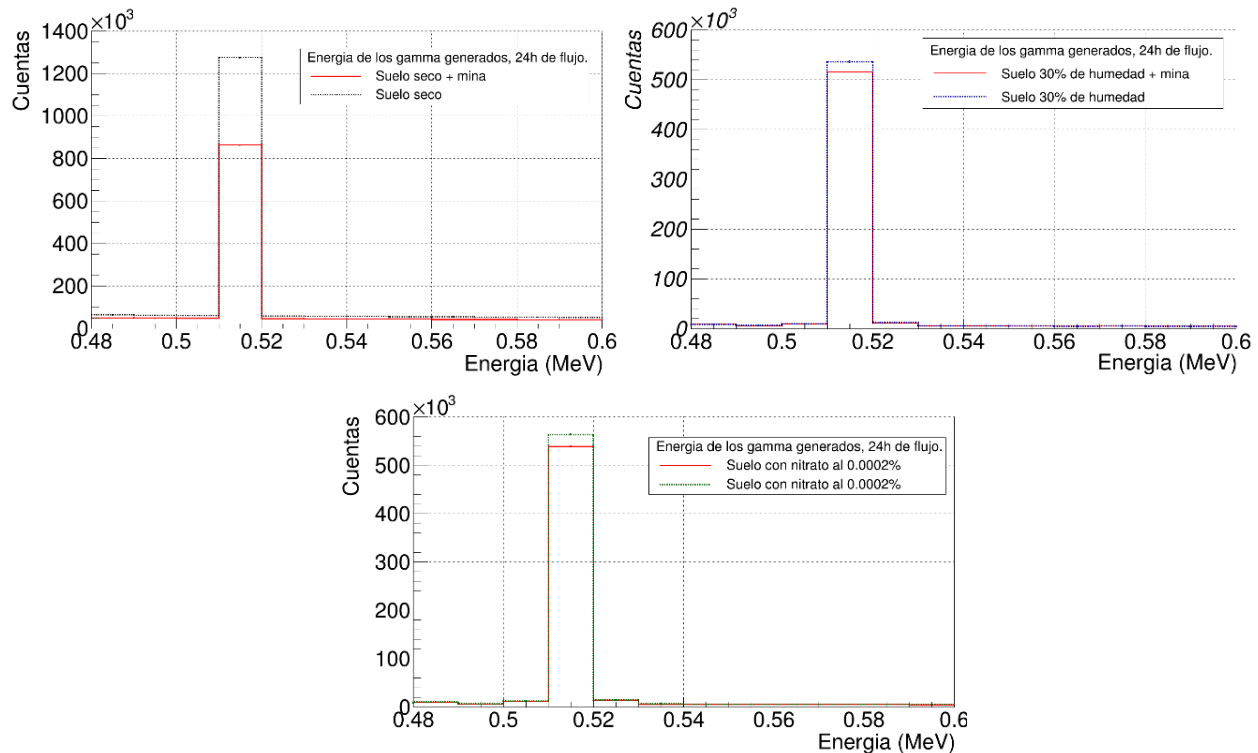 ×10³
Cuentas
1400
1200
1000
800
600
400
200
0
Energia de los gamma generados, 24h de flujo.
Suelo seco + mina
Suelo seco
0.48 0.5 0.52 0.54 0.56 0.58 0.6
Energia (MeV)
×10³
Cuentas
600
500
400
300
200
100
0
Energia de los gamma generados, 24h de flujo.
Suelo 30% de humedad + mina
Suelo 30% de humedad
0.48 0.5 0.52 0.54 0.56 0.58 0.6
Energia (MeV)
×10³
Cuentas
600
500
400
300
200
100
0
Energia de los gamma generados, 24h de flujo.
Suelo con nitrato al 0.0002%
Suelo con nitrato al 0.0002%
0.48 0.5 0.52 0.54 0.56 0.58 0.6
Energia (MeV)